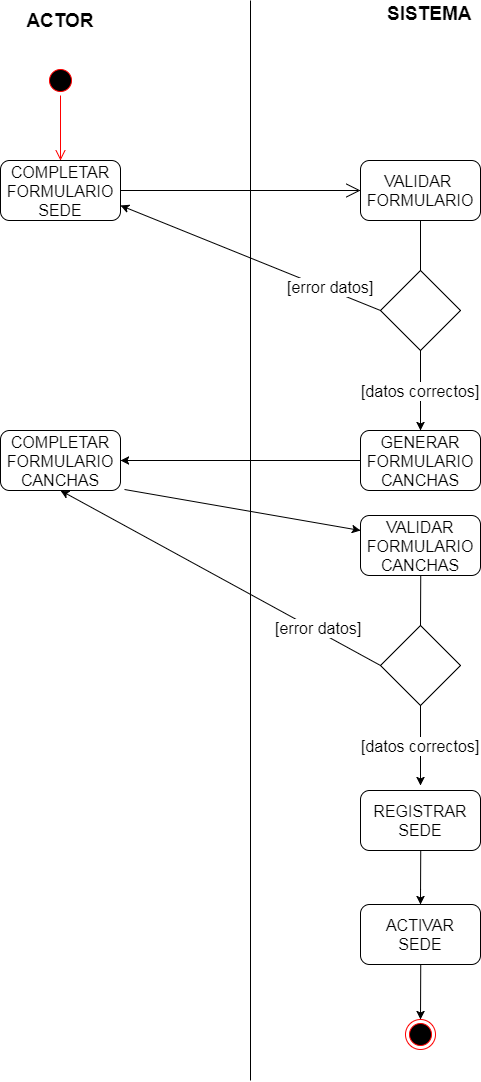 ACTOR
SISTEMA
COMPLETAR
FORMULARIO
SEDE
VALIDAR
FORMULARIO
[error datos]
[datos correctos]
COMPLETAR
FORMULARIO
CANCHAS
GENERAR
FORMULARIO
CANCHAS
VALIDAR
FORMULARIO
CANCHAS
[error datos]
[datos correctos]
REGISTRAR
SEDE
ACTIVAR
SEDE